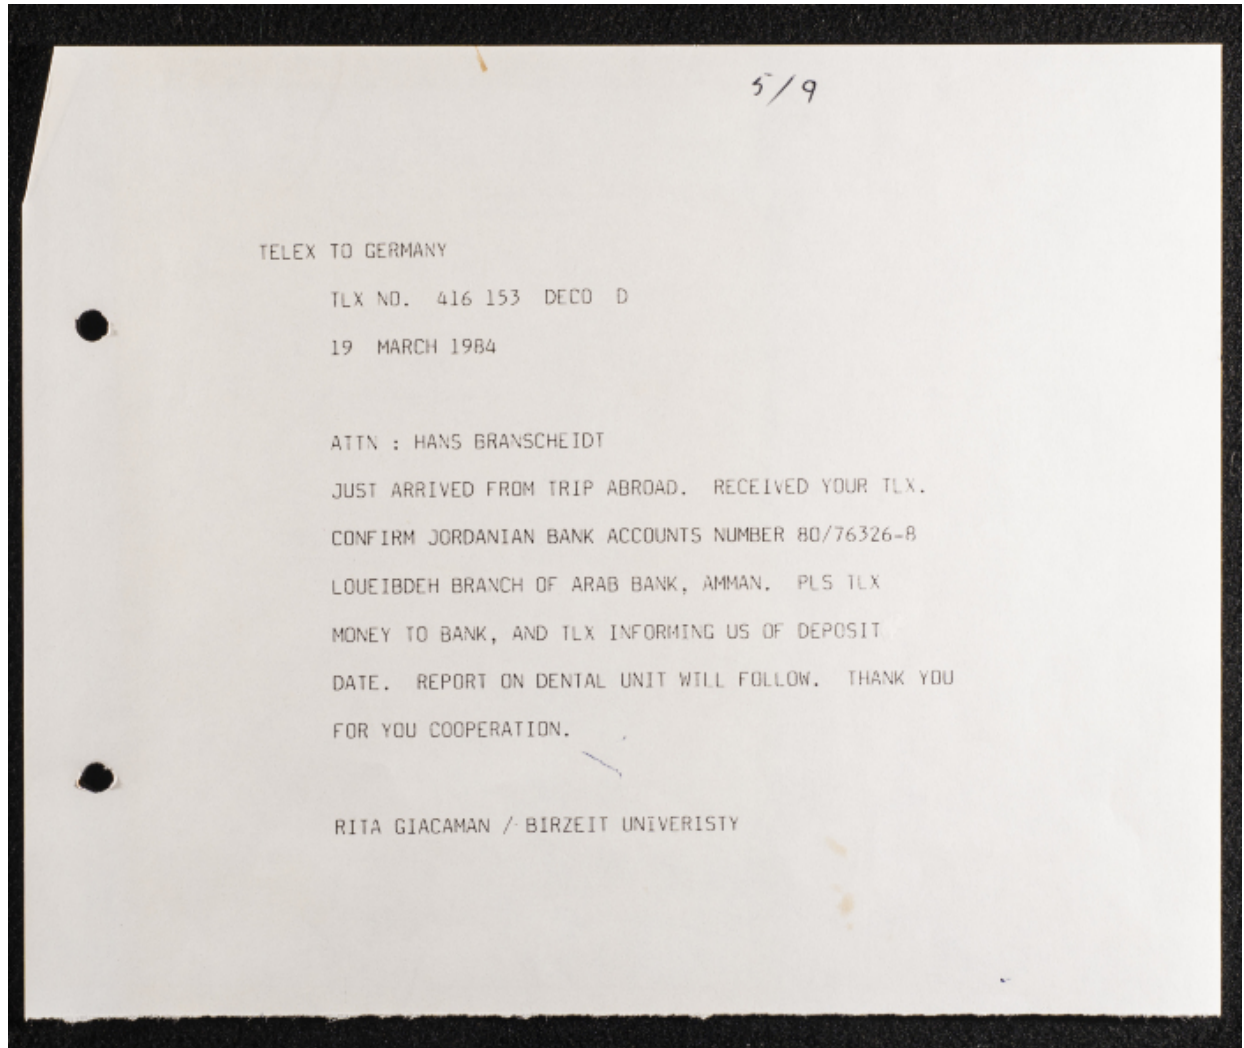 5/9
TELEX TO GERMANY
TLX NO. 416 153 DECO D
19 MARCH 1984
ATTN : HANS BRANSCHEIDT
JUST ARRIVED FROM TRIP ABROAD. RECEIVED YOUR TLX.
CONFIRM JORDANIAN BANK ACCOUNTS NUMBER 80/76326-8
LOUEIBDEH BRANCH OF ARAB BANK, AMMAN. PLS TLX
MONEY TO BANK, AND TLX INFORMING US OF DEPOSIT
DATE. REPORT ON DENTAL UNIT WILL FOLLOW. THANK YOU
FOR YOU COOPERATION.
RITA GIACAMAN / BIRZEIT UNIVERISTY